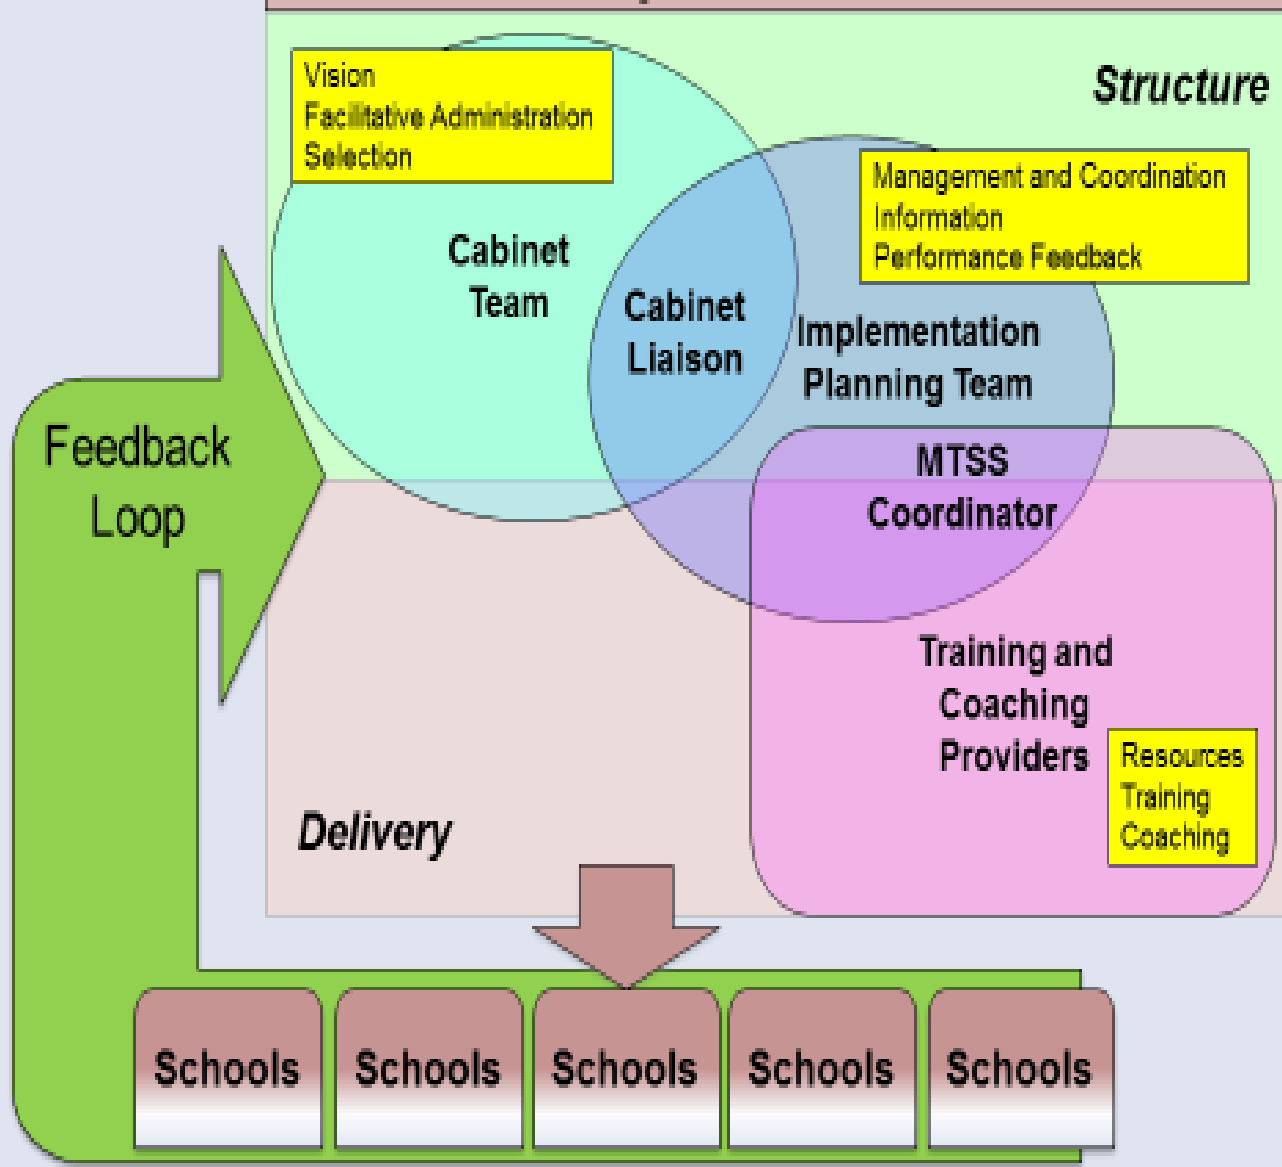 Structure
Vision
Facilitative Administration
Selection
Management and Coordination
Information
Performance Feedback
Cabinet
Team
Cabinet
Liaison
Implementation
Planning Team
Feedback
Loop
MTSS
Coordinator
Training and
Coaching
Providers
Resources
Training
Coaching
Delivery
Schools
Schools
Schools
Schools
Schools